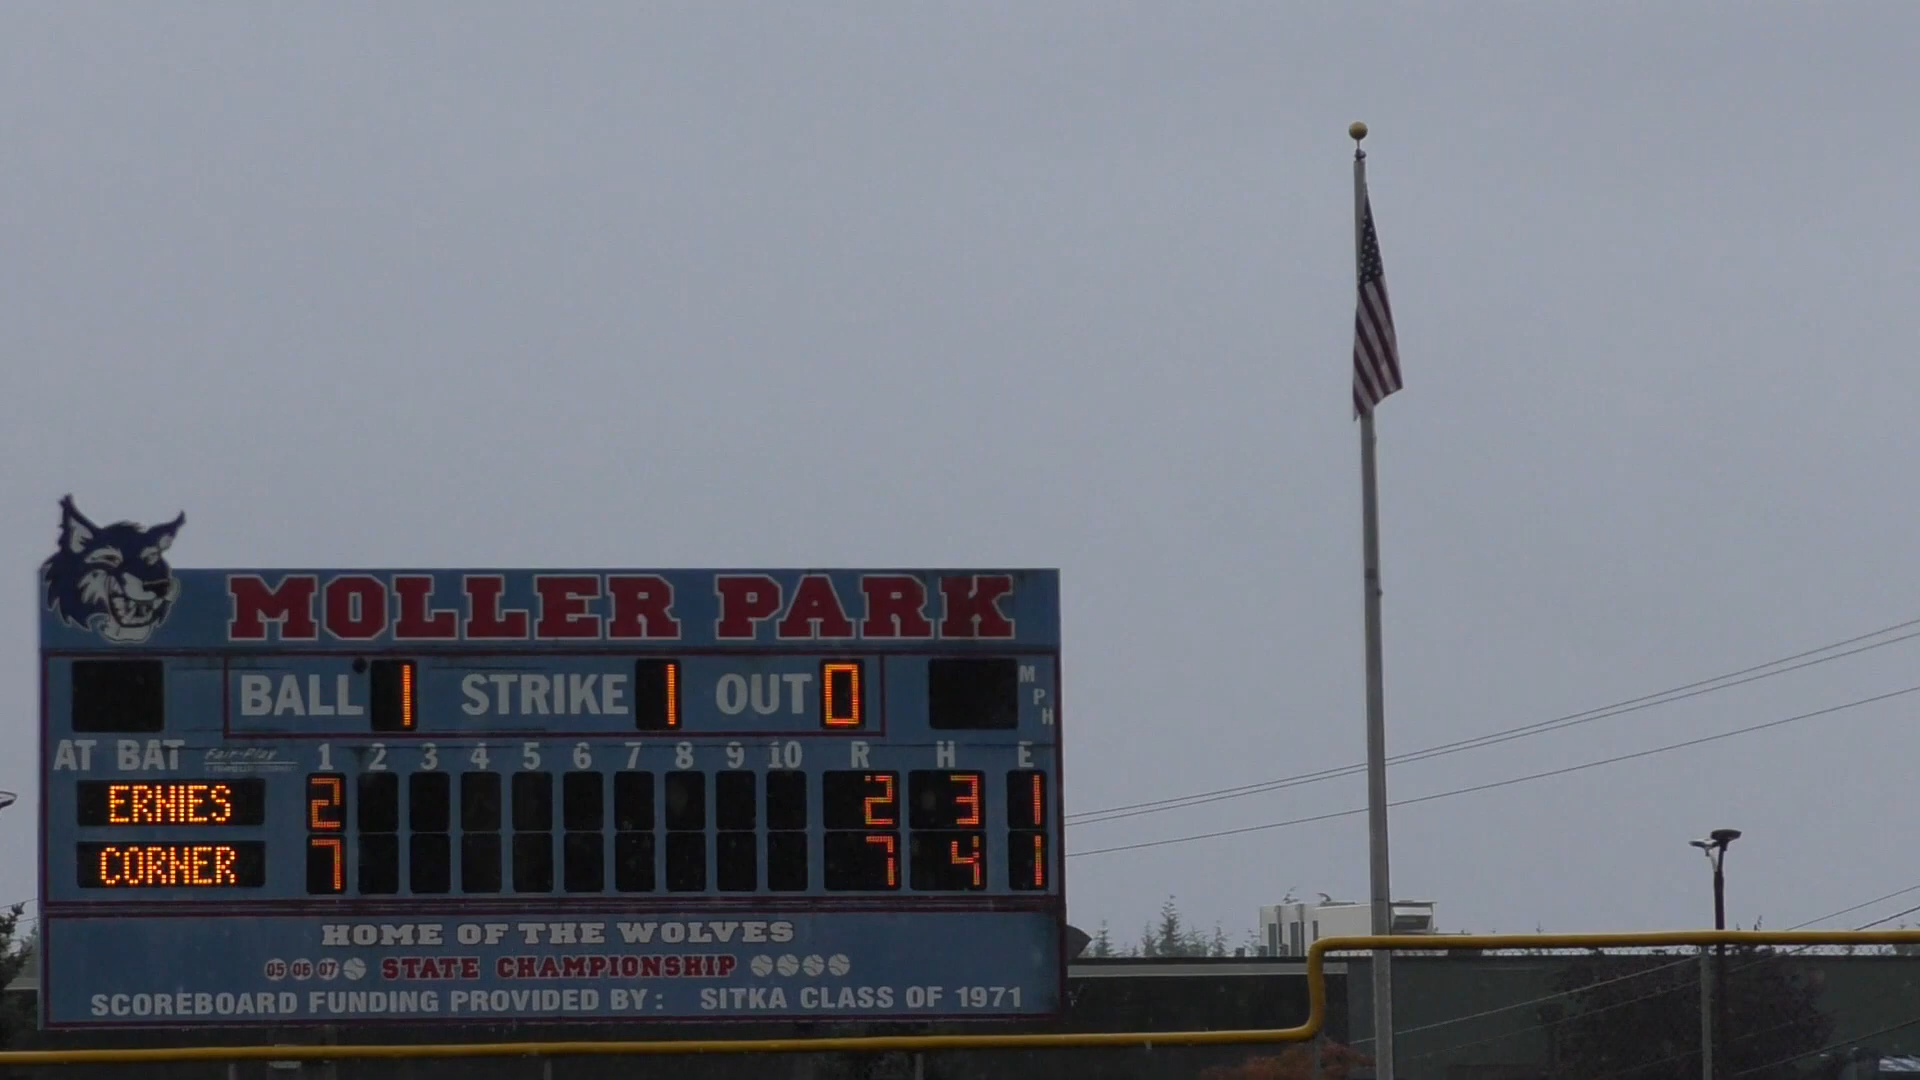 MOLLER PARK
BALL 1 STRIKE 1 OUT 0 MPH
AT BAT Fair-Play 1 2 3 4 5 6 7 8 9 10 R H E
ERNIES 2 2 3 1
CORNER 7 7 4 1
HOME OF THE WOLVES
05 06 07 STATE CHAMPIONSHIP
SCOREBOARD FUNDING PROVIDED BY: SITKA CLASS OF 1971